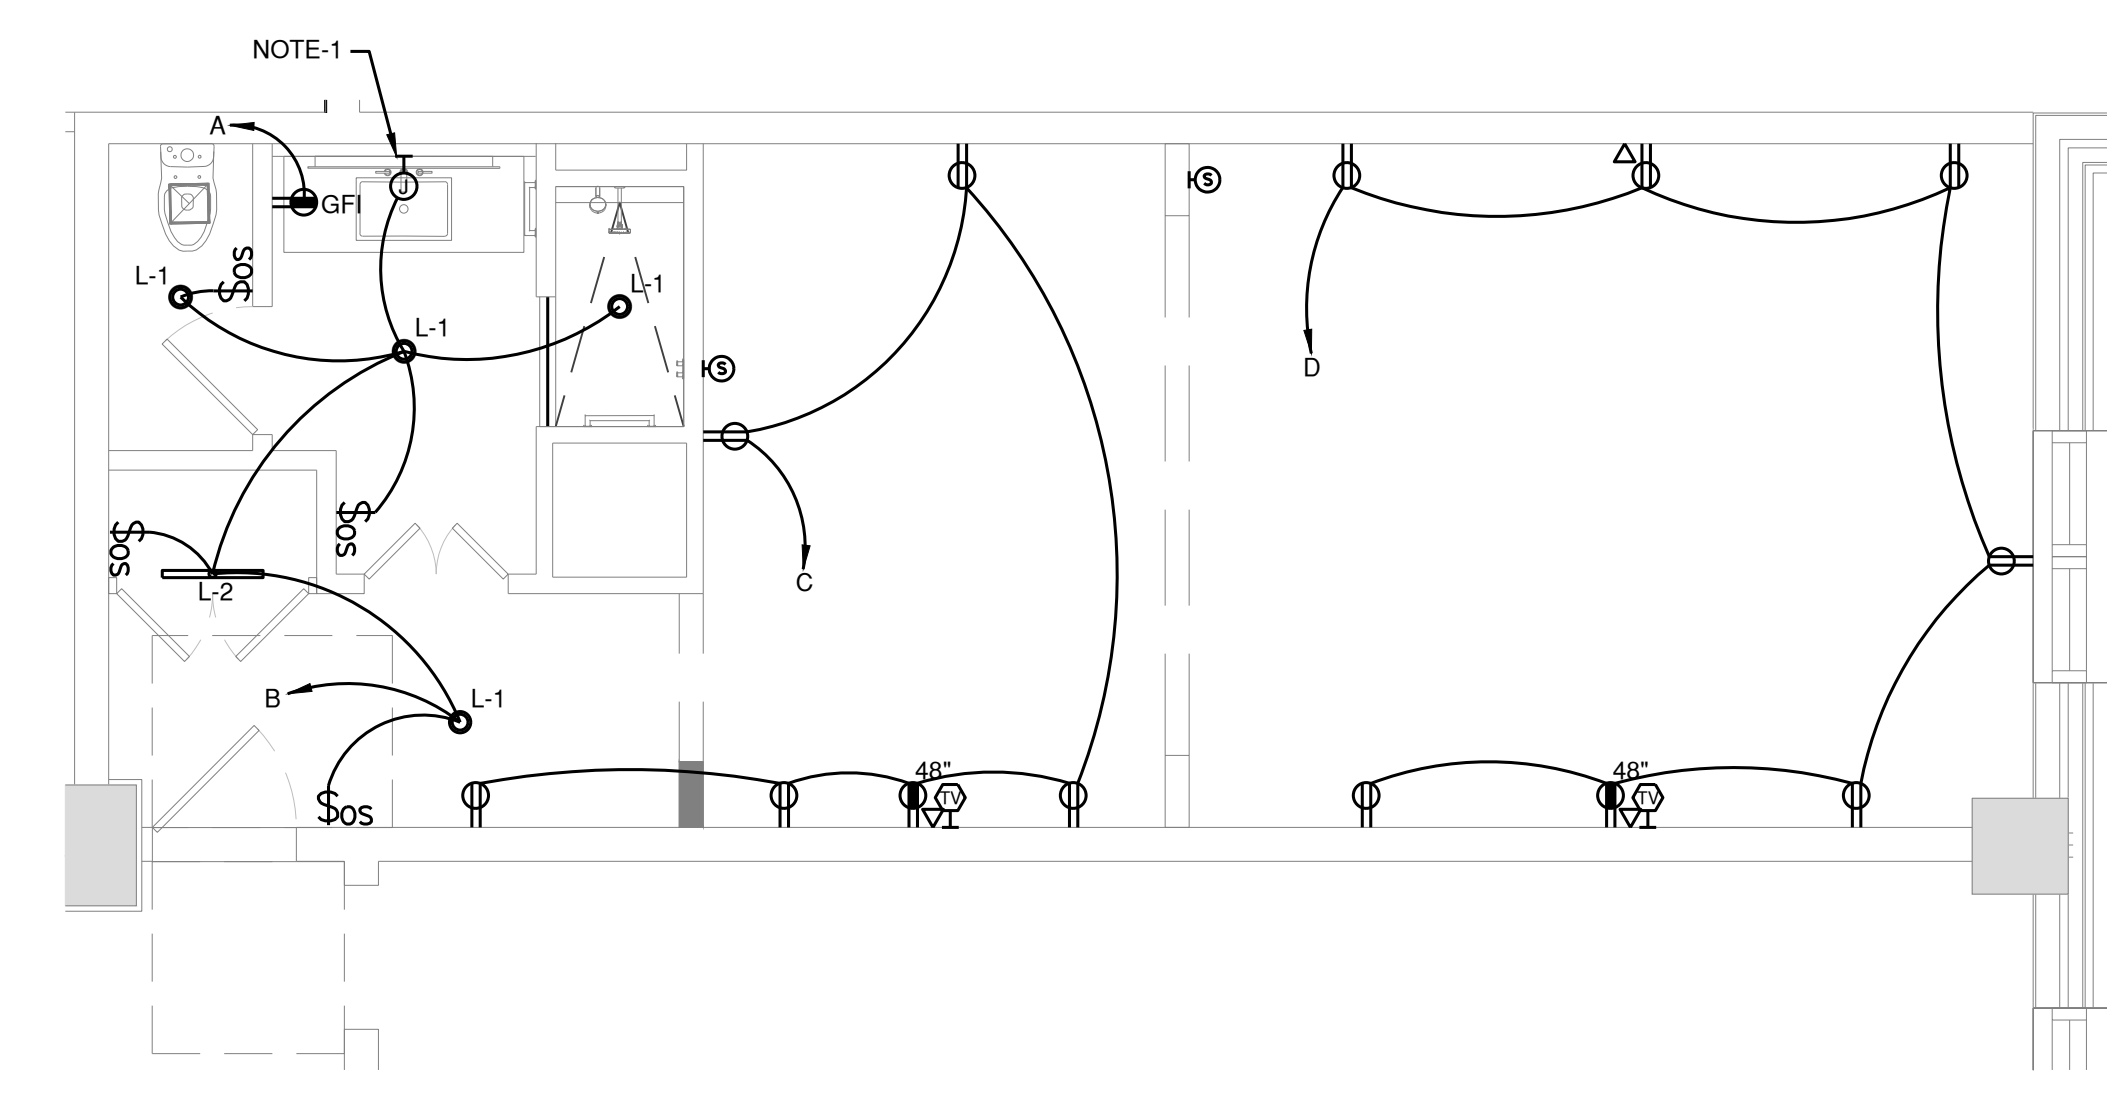 NOTE-1
A
J
GFI
S
$os
L-1
L-1
L-1
S
D
$os
$os
C
L-2
B
L-1
48"
48"
TV
TV
$os